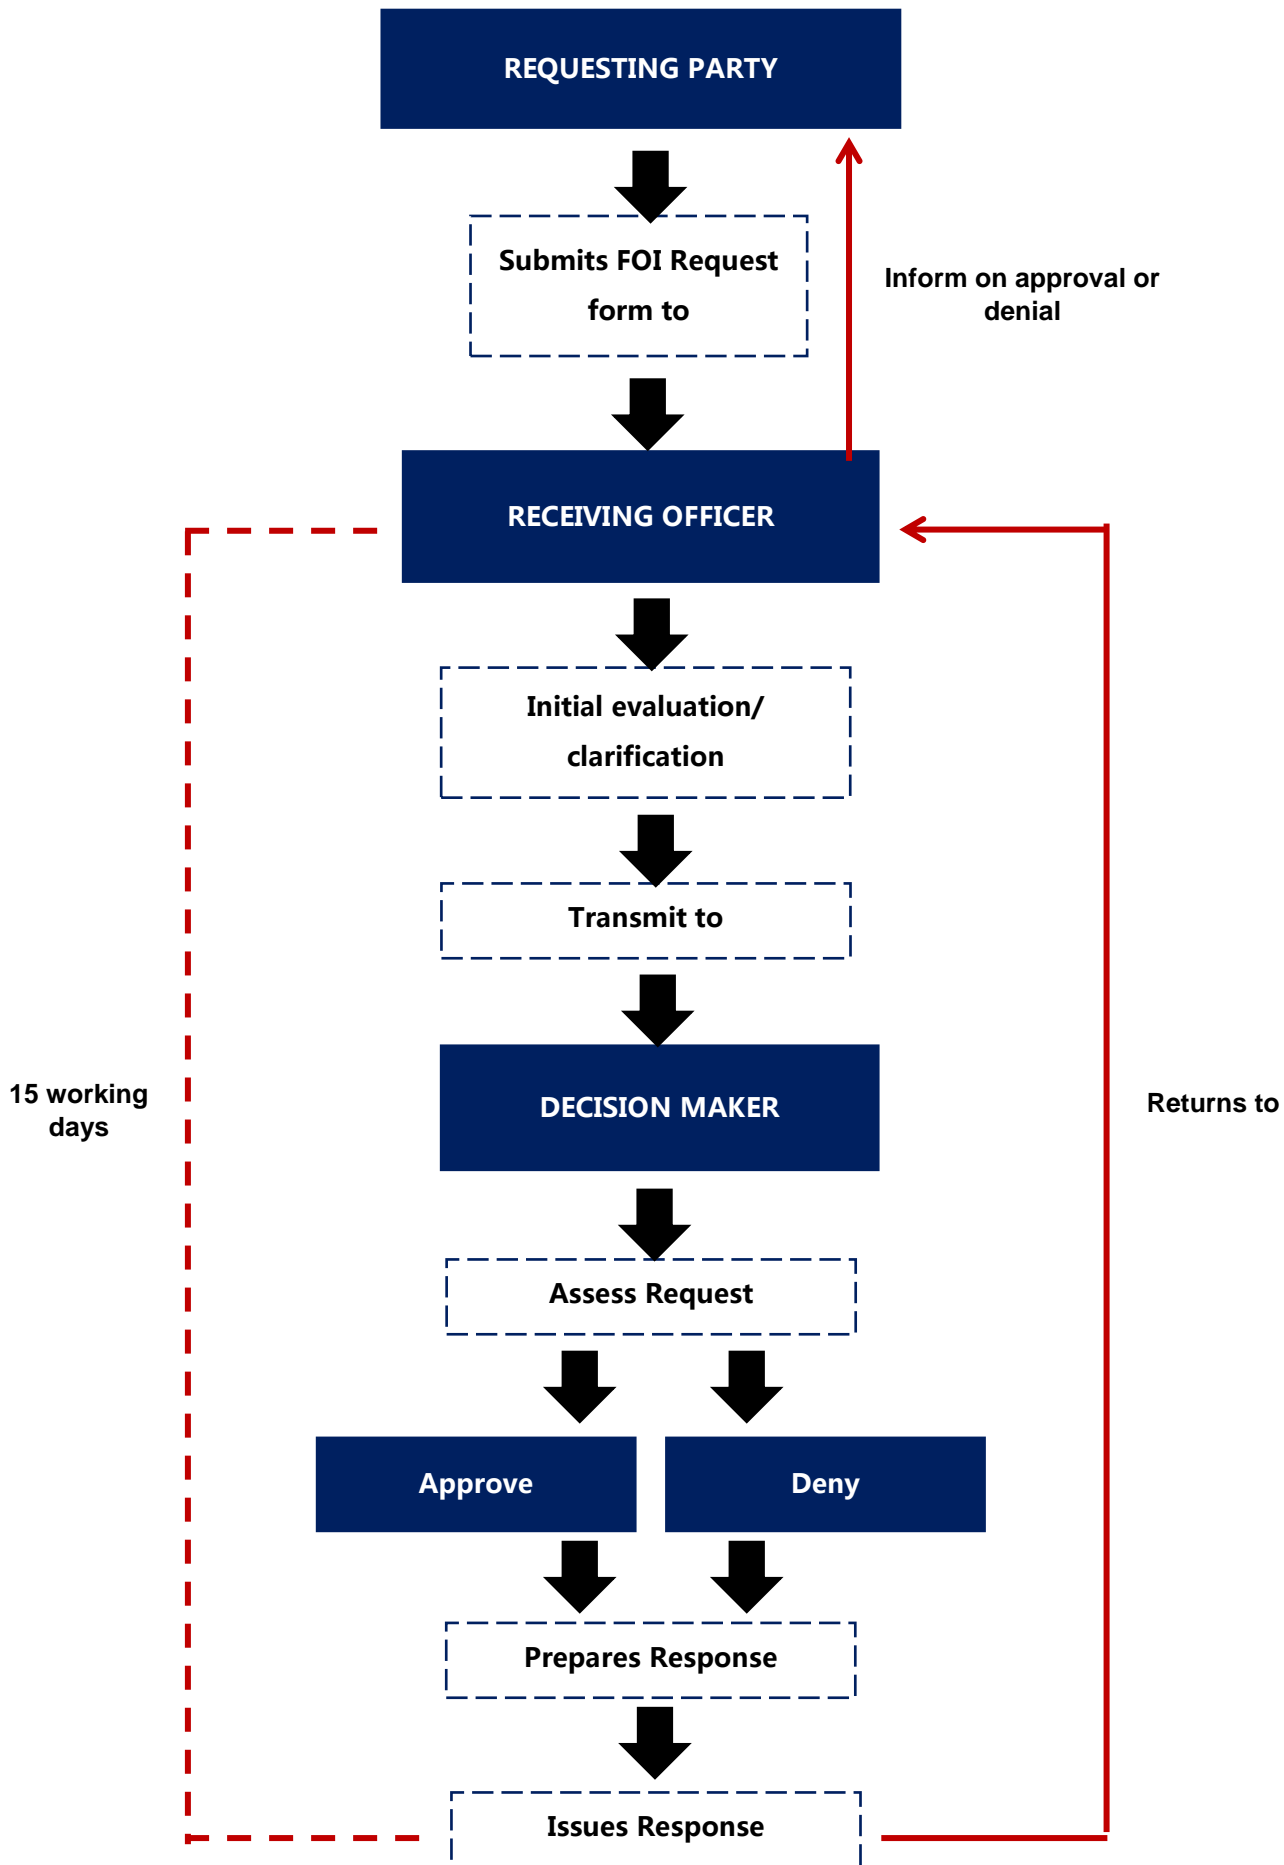 REQUESTING PARTY
Submits FOI Request
form to
Inform on approval or
denial
RECEIVING OFFICER
Initial evaluation/
clarification
Transmit to
DECISION MAKER
15 working
days
Returns to
Assess Request
Approve
Deny
Prepares Response
Issues Response